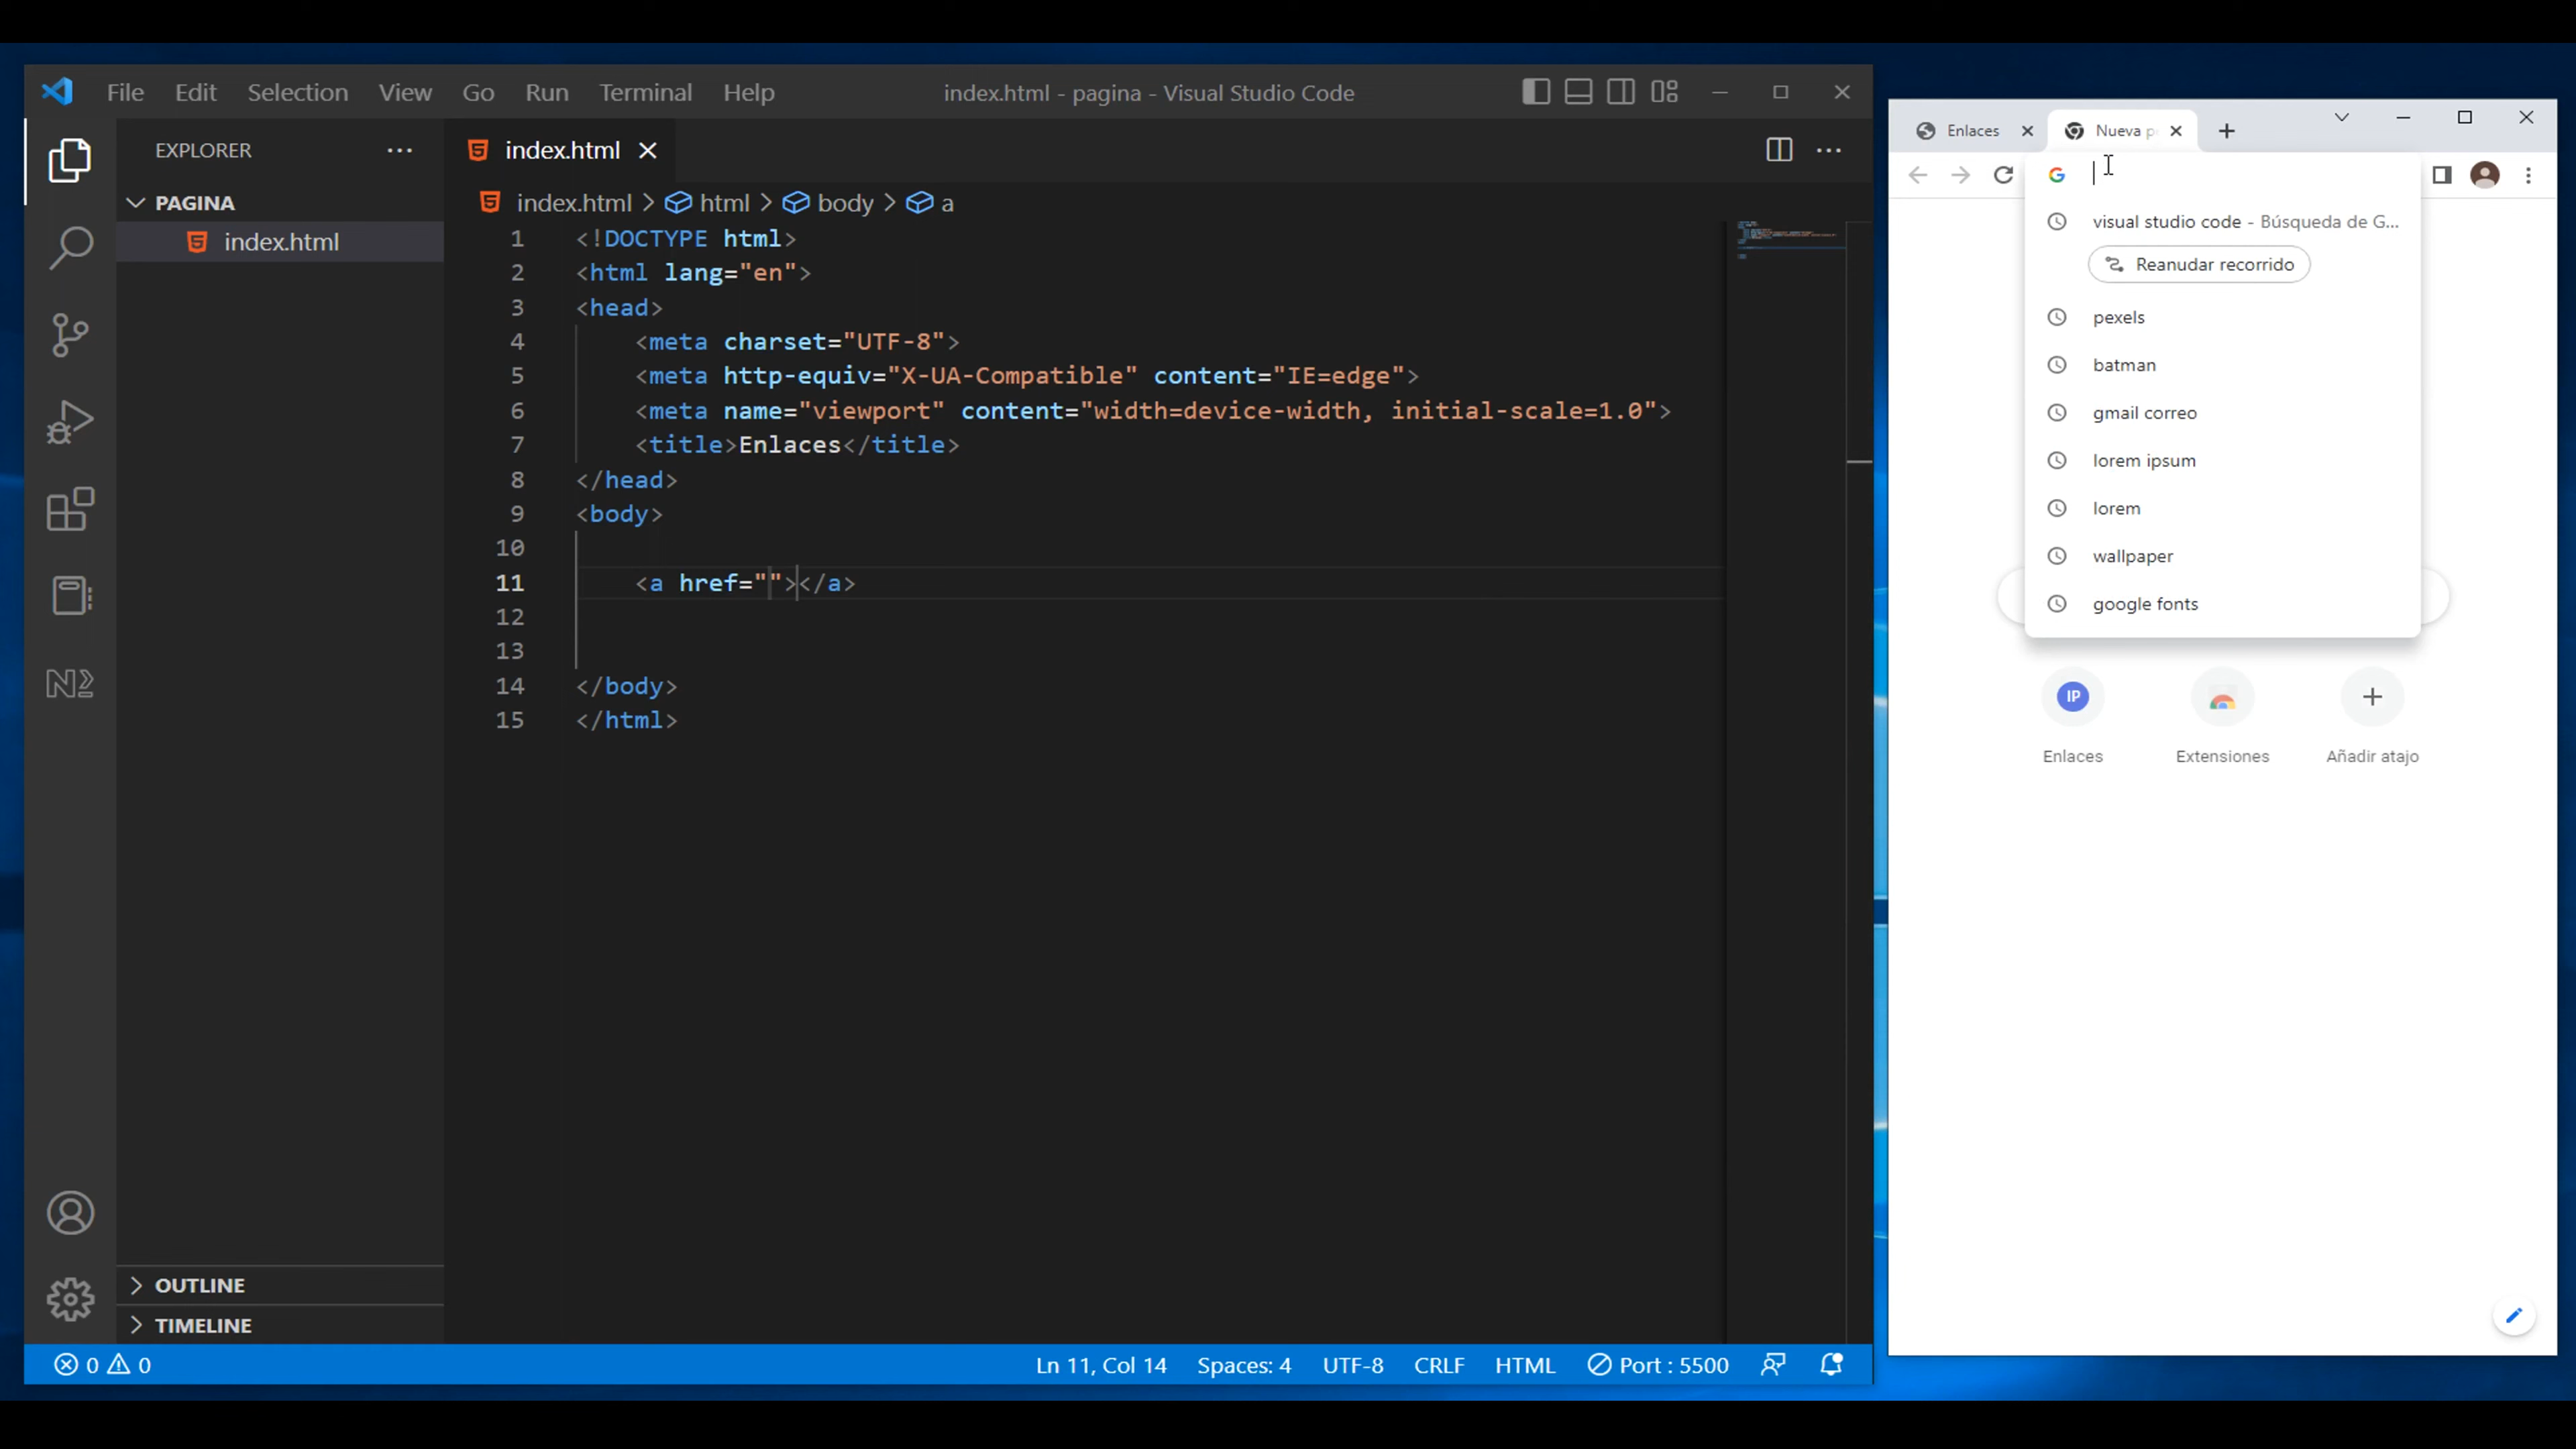 File Edit Selection View Go Run Terminal Help
index.html - pagina - Visual Studio Code
EXPLORER
PAGINA
index.html
OUTLINE
TIMELINE
index.html
index.html > html > body > a
1 <!DOCTYPE html>
2 <html lang="en">
3 <head>
4 <meta charset="UTF-8">
5 <meta http-equiv="X-UA-Compatible" content="IE=edge">
6 <meta name="viewport" content="width=device-width, initial-scale=1.0">
7 <title>Enlaces</title>
8 </head>
9 <body>
10
11 <a href=""></a>
12
13
14 </body>
15 </html>
0 0
Ln 11, Col 14 Spaces: 4 UTF-8 CRLF HTML Port : 5500
Enlaces Nueva
visual studio code - Búsqueda de G...
Reanudar recorrido
pexels
batman
gmail correo
lorem ipsum
lorem
wallpaper
google fonts
IP
Enlaces Extensiones Añadir atajo